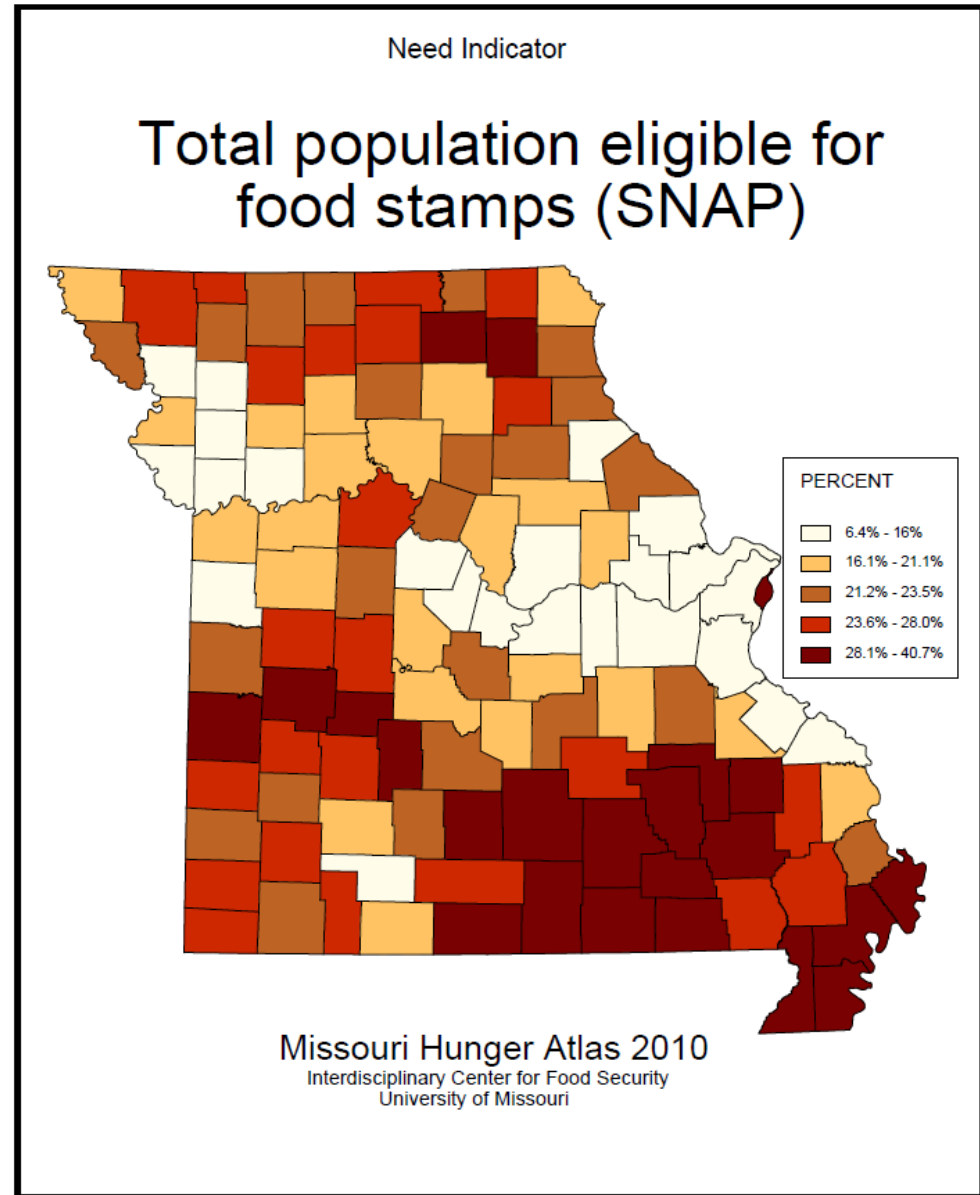 Need Indicator
Total population eligible for
food stamps (SNAP)
PERCENT
6.4% - 16%
16.1% - 21.1%
21.2% - 23.5%
23.6% - 28.0%
28.1% - 40.7%
Missouri Hunger Atlas 2010
Interdisciplinary Center for Food Security
University of Missouri